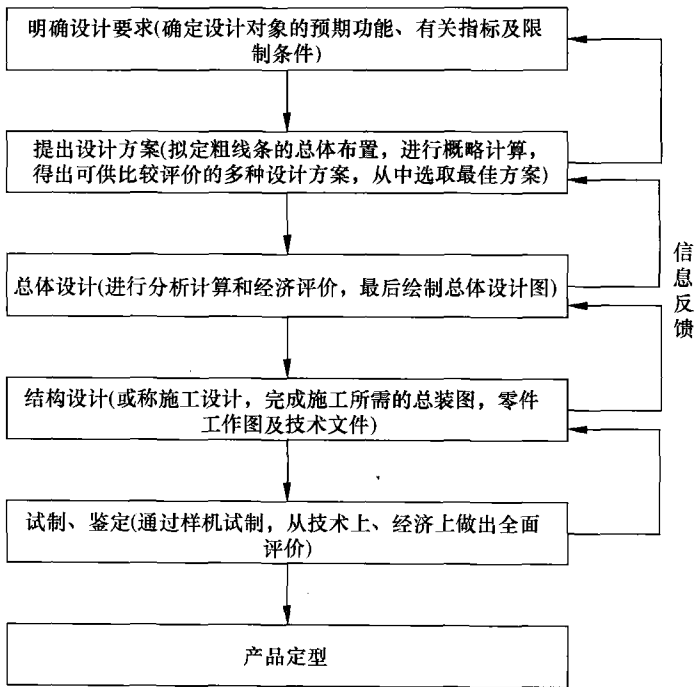 明确设计要求(确定设计对象的预期功能、有关指标及限
制条件)
提出设计方案(拟定粗线条的总体布置，进行概略计算，
得出可供比较评价的多种设计方案，从中选取最佳方案)
总体设计(进行分析计算和经济评价，最后绘制总体设计图)
结构设计(或称施工设计，完成施工所需的总装图，零件
工作图及技术文件)
试制、鉴定(通过样机试制，从技术上、经济上做出全面
评价)
产品定型
信
息
反
馈